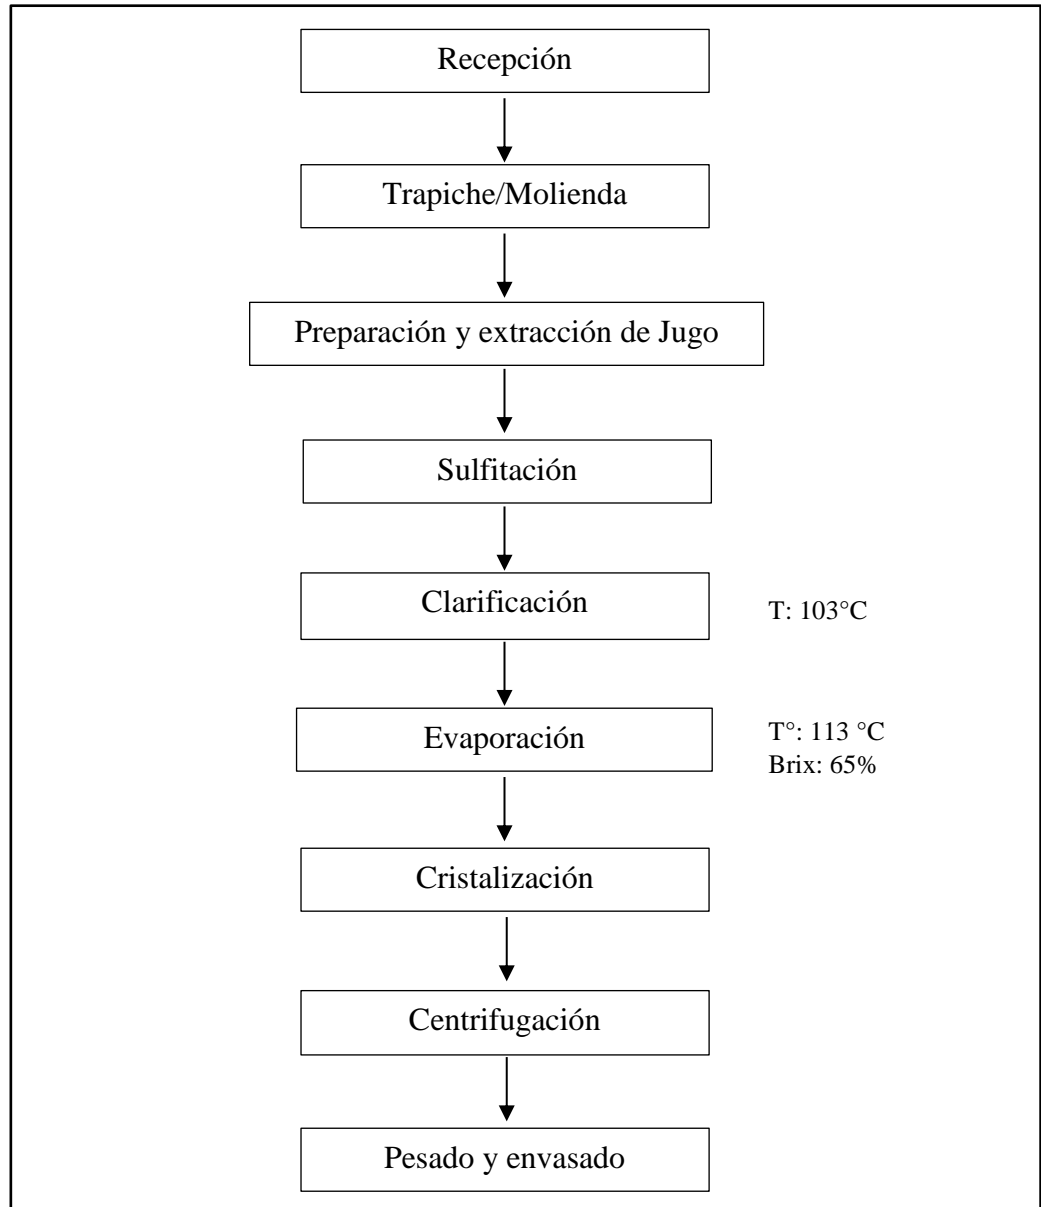 Recepción
Trapiche/Molienda
Preparación y extracción de Jugo
Sulfitación
Clarificación
T: 103°C
Evaporación
T°: 113 °C
Brix: 65%
Cristalización
Centrifugación
Pesado y envasado